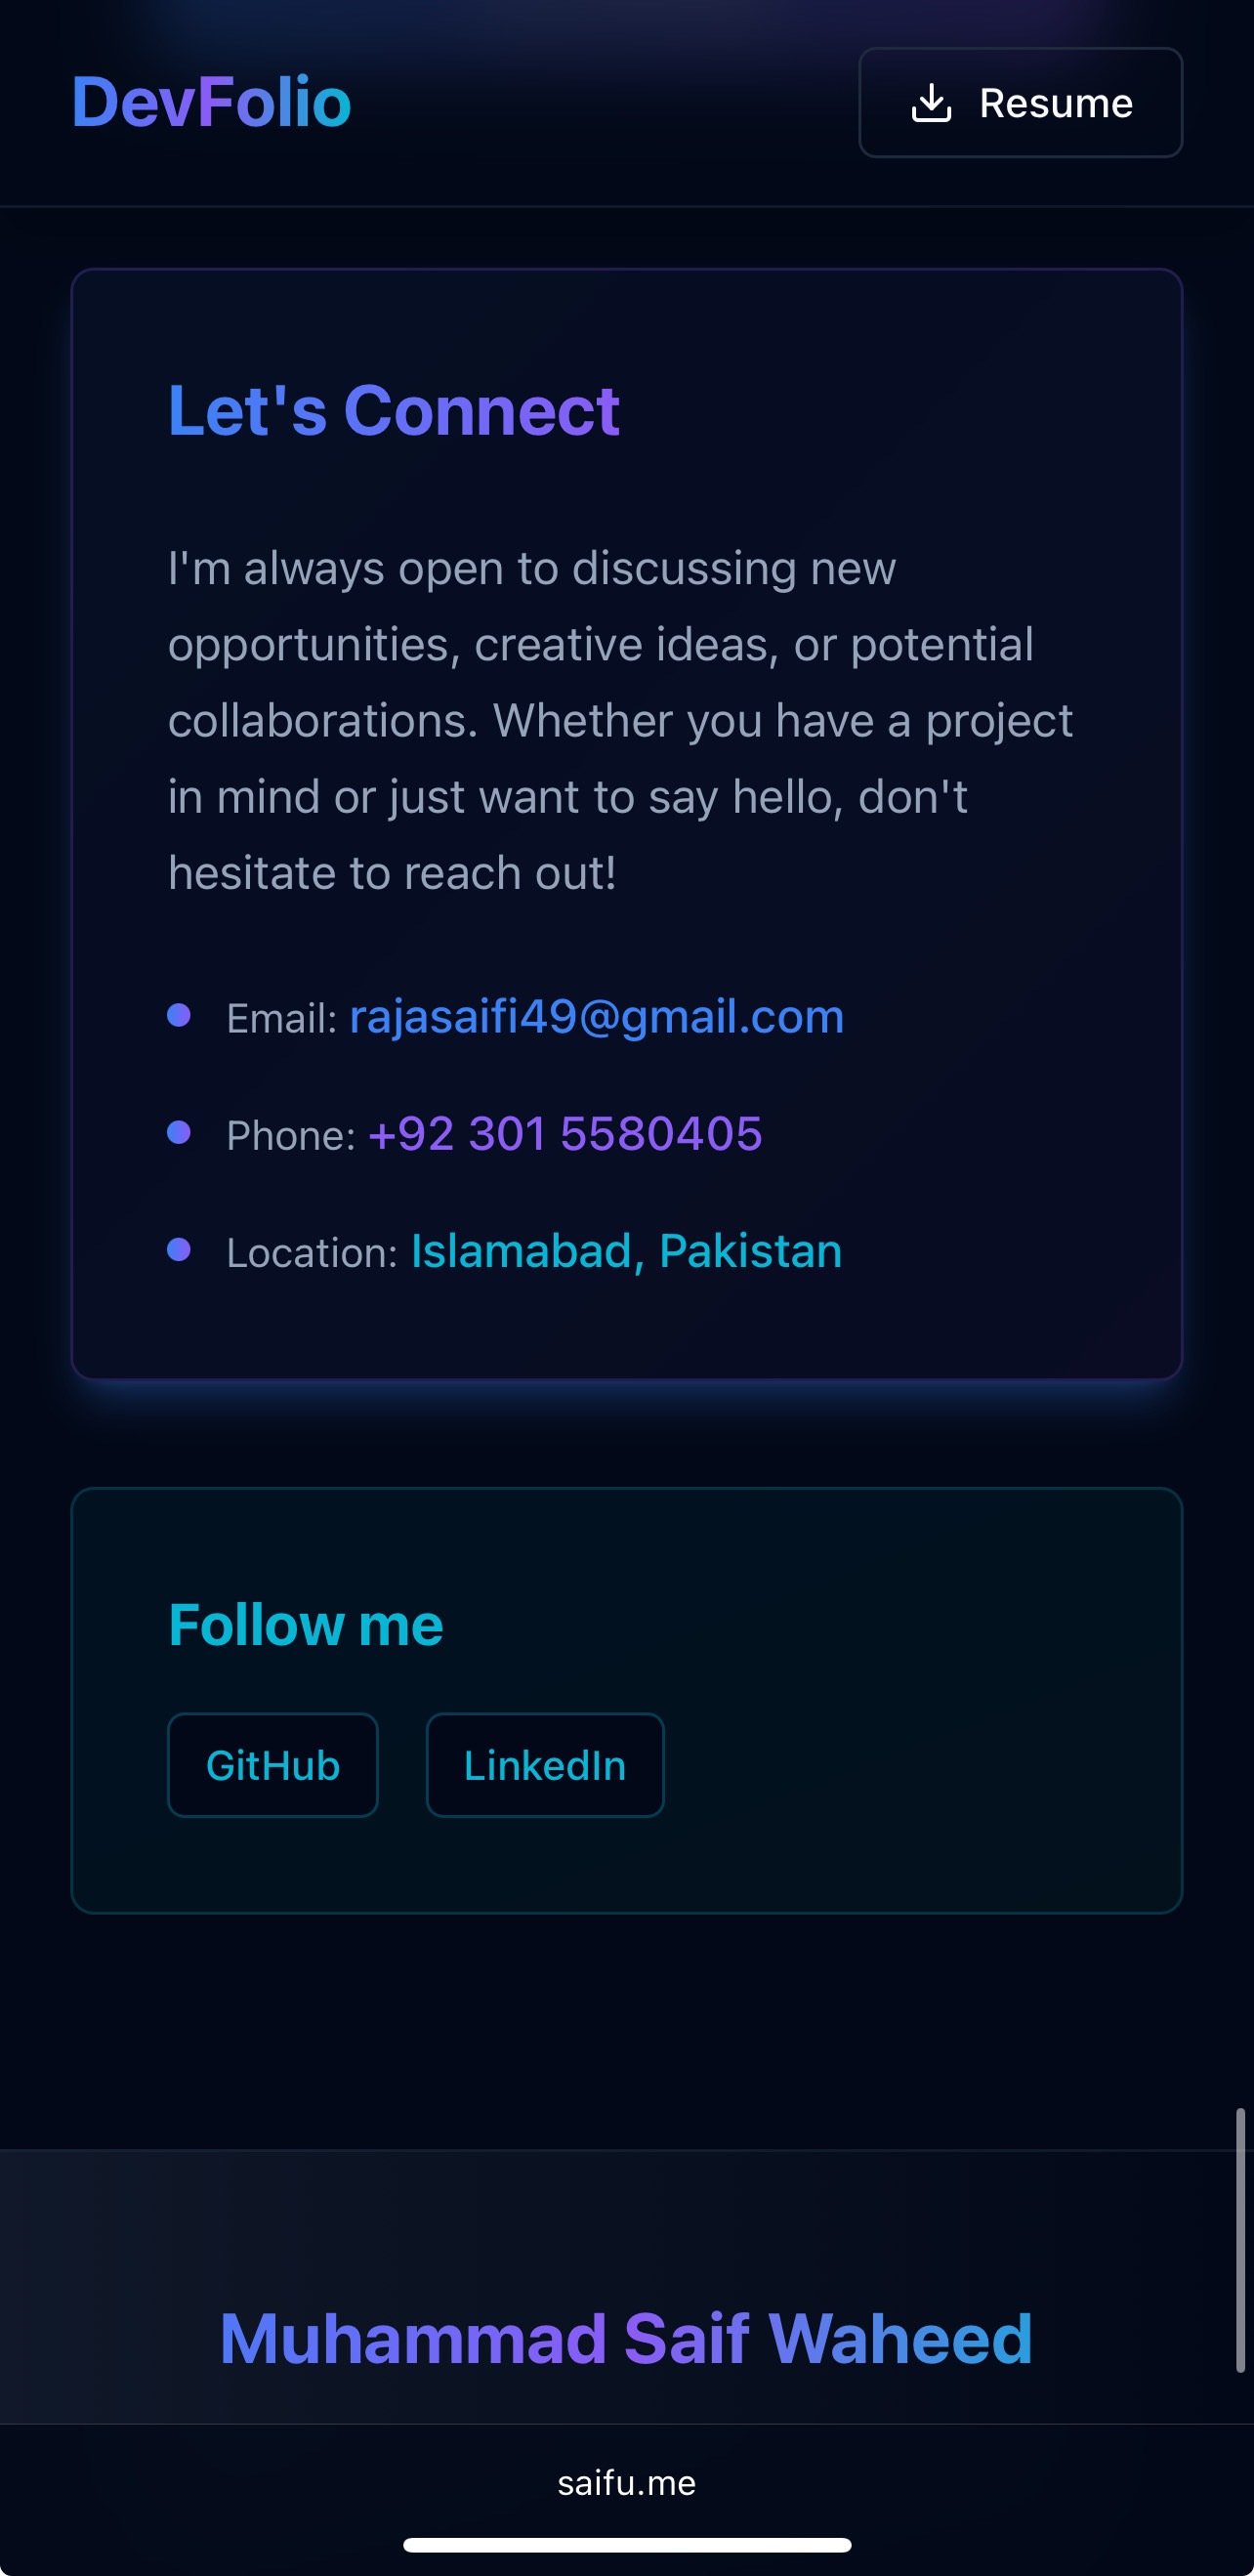 DevFolio
Resume
Let's Connect
I'm always open to discussing new
opportunities, creative ideas, or potential
collaborations. Whether you have a project
in mind or just want to say hello, don't
hesitate to reach out!
Email: rajasaifi49@gmail.com
Phone: +92 301 5580405
Location: Islamabad, Pakistan
Follow me
GitHub
LinkedIn
Muhammad Saif Waheed
saifu.me